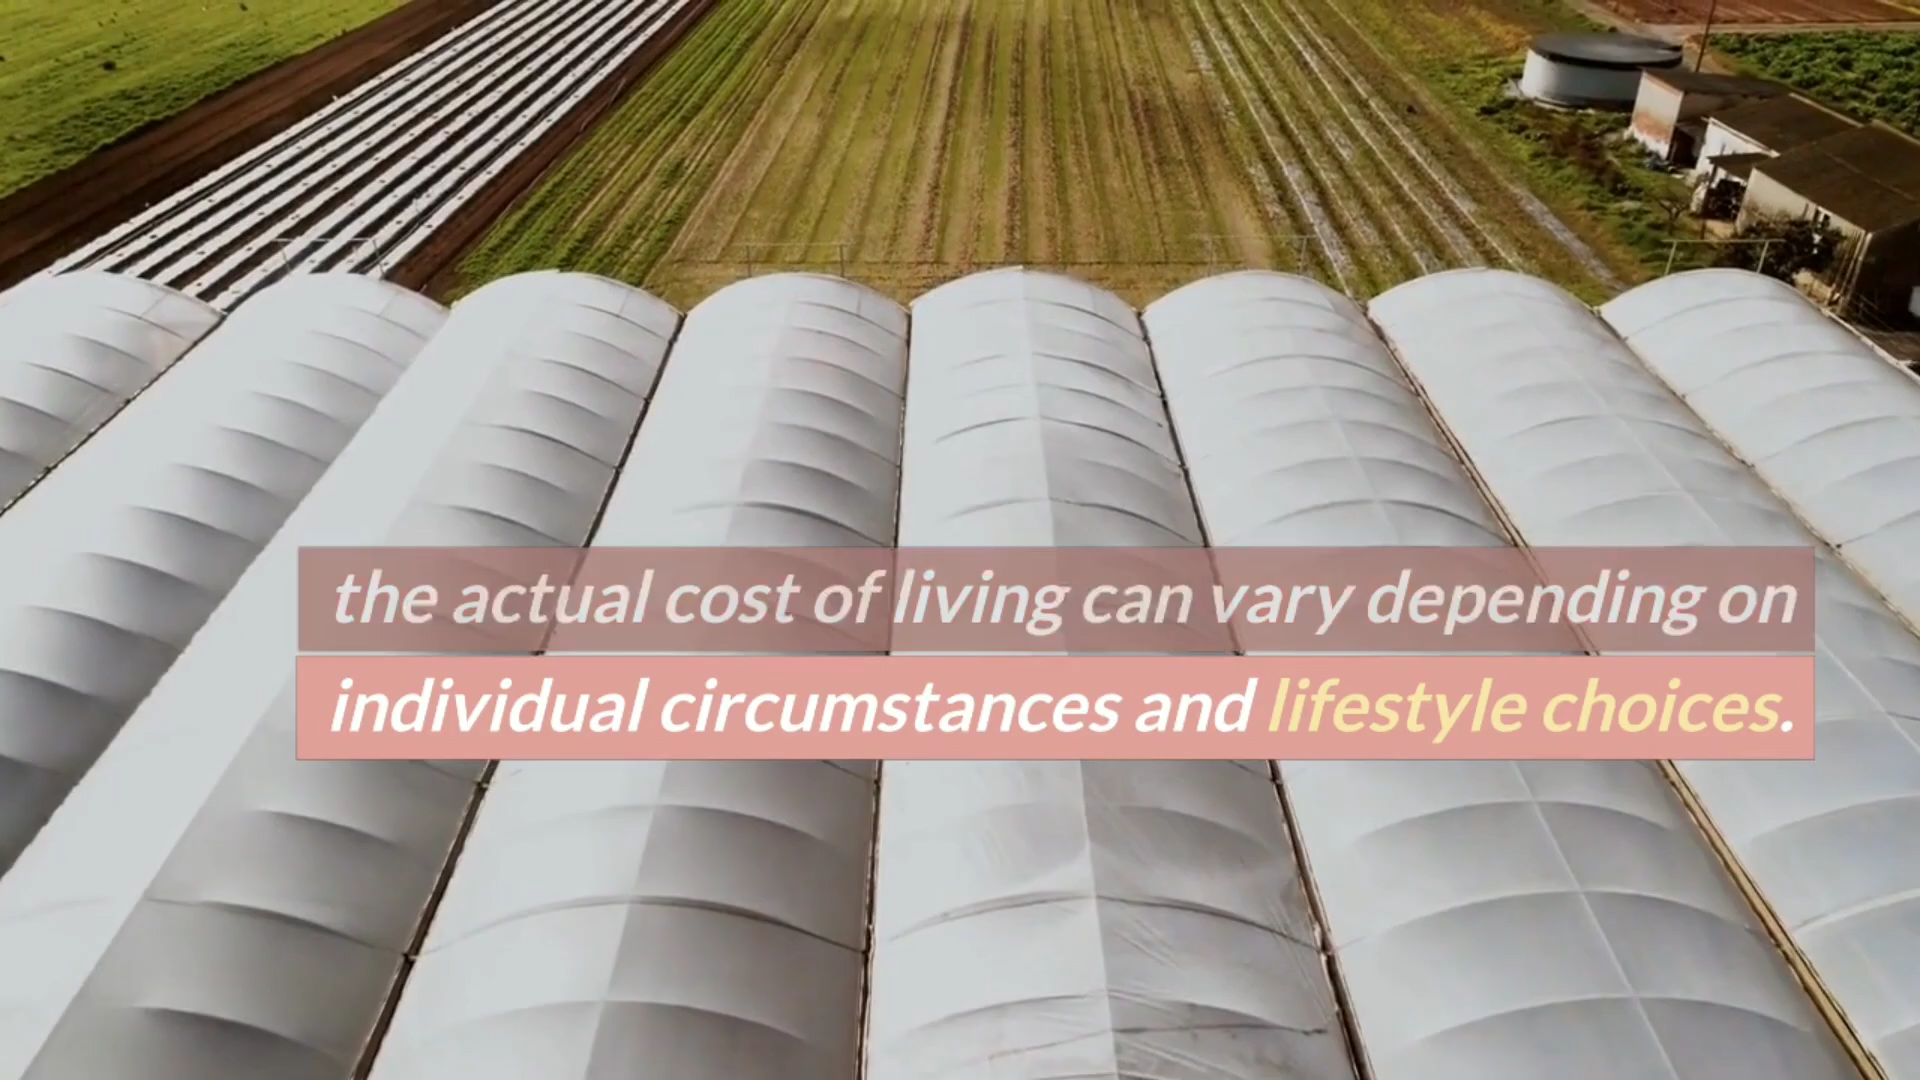 the actual cost of living can vary depending on
individual circumstances and lifestyle choices.